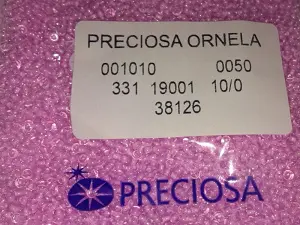 PRECIOSA ORNELA
001010 0050
331 19001 10/0
38126
PRECIOSA